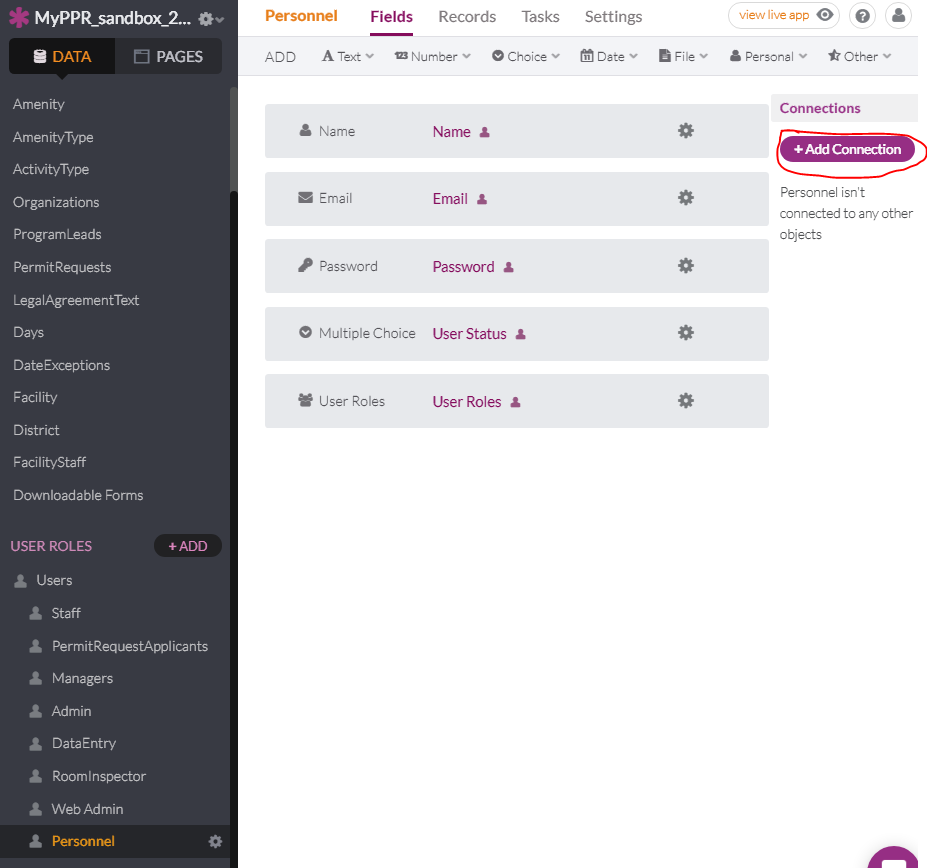 MyPPR_sandbox_2...
DATA
PAGES
Amenity
AmenityType
ActivityType
Organizations
ProgramLeads
PermitRequests
LegalAgreementText
Days
DateExceptions
Facility
District
FacilityStaff
Downloadable Forms
USER ROLES
+ ADD
Users
Staff
PermitRequestApplicants
Managers
Admin
DataEntry
RoomInspector
Web Admin
Personnel
Personnel Fields Records Tasks Settings
view live app
?
ADD Text Number Choice Date File Personal Other
Name Name
Email Email
Password Password
Multiple Choice User Status
User Roles User Roles
Connections
+ Add Connection
Personnel isn't
connected to any other
objects